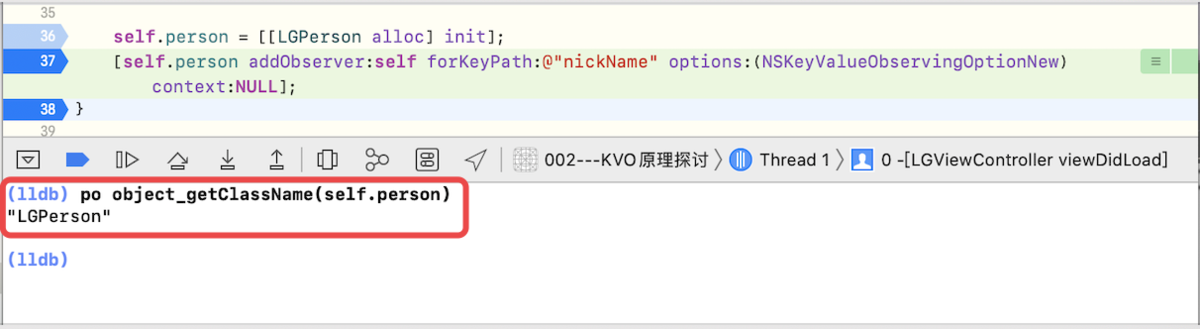 35
36 self.person = [[LGPerson alloc] init];
37 [self.person addObserver:self forKeyPath:@"nickName" options:(NSKeyValueObservingOptionNew)
context:NULL];
38 }
39
002---KVO原理探讨 〉 Thread 1 〉 0 -[LGViewController viewDidLoad]
(lldb) po object_getClassName(self.person)
"LGPerson"
(lldb)